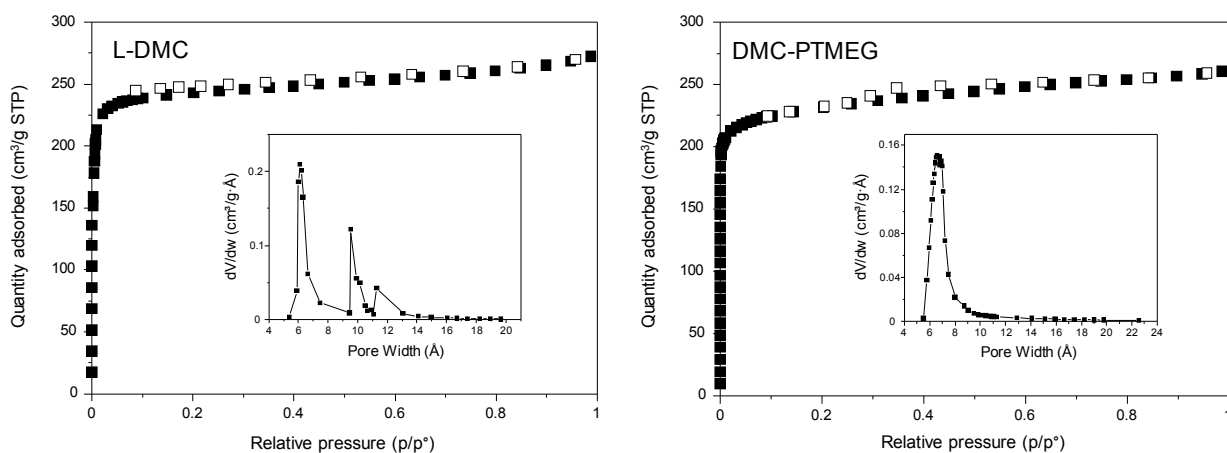 L-DMC
300
250
200
150
100
50
0
Quantity adsorbed (cm³/g STP)
0 0.2 0.4 0.6 0.8 1
Relative pressure (p/p°)
0.2
0.1
0
dV/dw (cm³/g·Å)
4 6 8 10 12 14 16 18 20
Pore Width (Å)
DMC-PTMEG
300
250
200
150
100
50
0
Quantity adsorbed (cm³/g STP)
0 0.2 0.4 0.6 0.8 1
Relative pressure (p/p°)
0.16
0.12
0.08
0.04
0
dV/dw (cm³/g·Å)
4 6 8 10 12 14 16 18 20 22 24
Pore Width (Å)